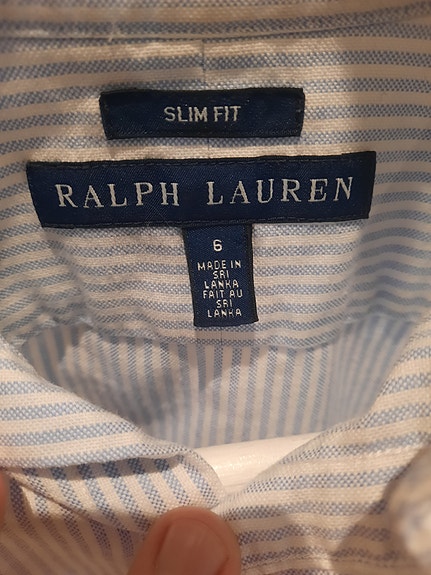 SLIM FIT
RALPH LAUREN
6
MADE IN
SRI
LANKA
FAIT AU
SRI
LANKA